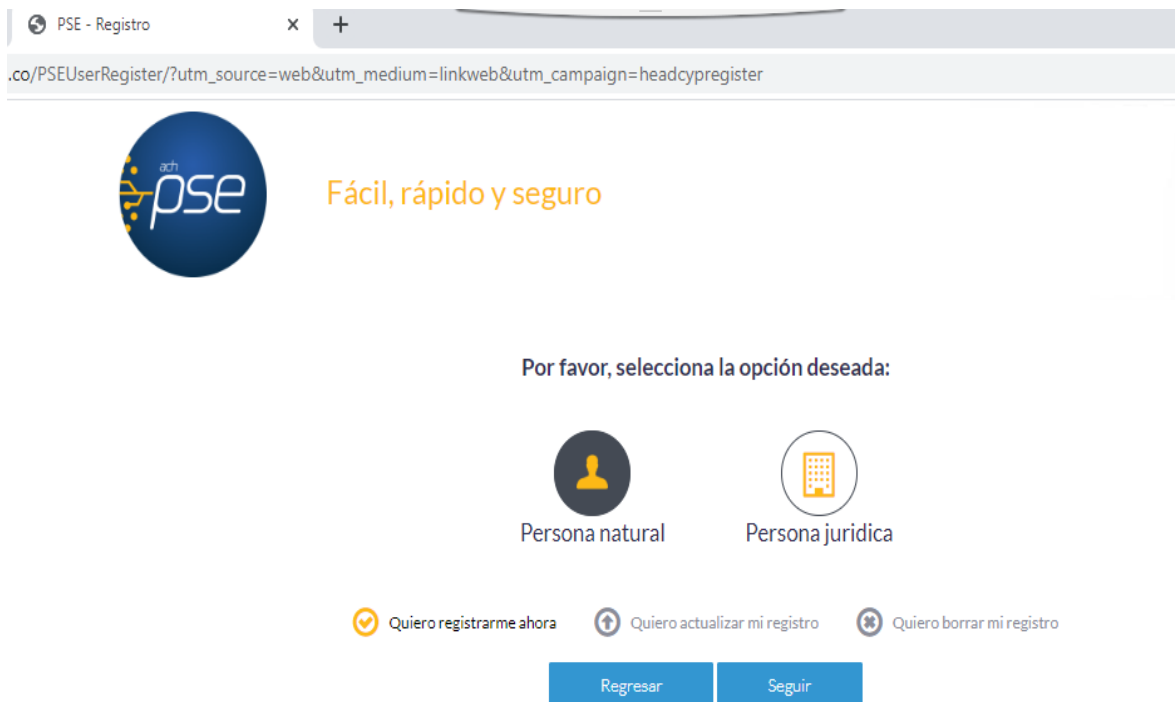 PSE - Registro
.co/PSEUserRegister/?utm_source=web&utm_medium=linkweb&utm_campaign=headcypregister
ach
pse
Fácil, rápido y seguro
Por favor, selecciona la opción deseada:
Persona natural Persona juridica
Quiero registrarme ahora Quiero actualizar mi registro Quiero borrar mi registro
Regresar Seguir